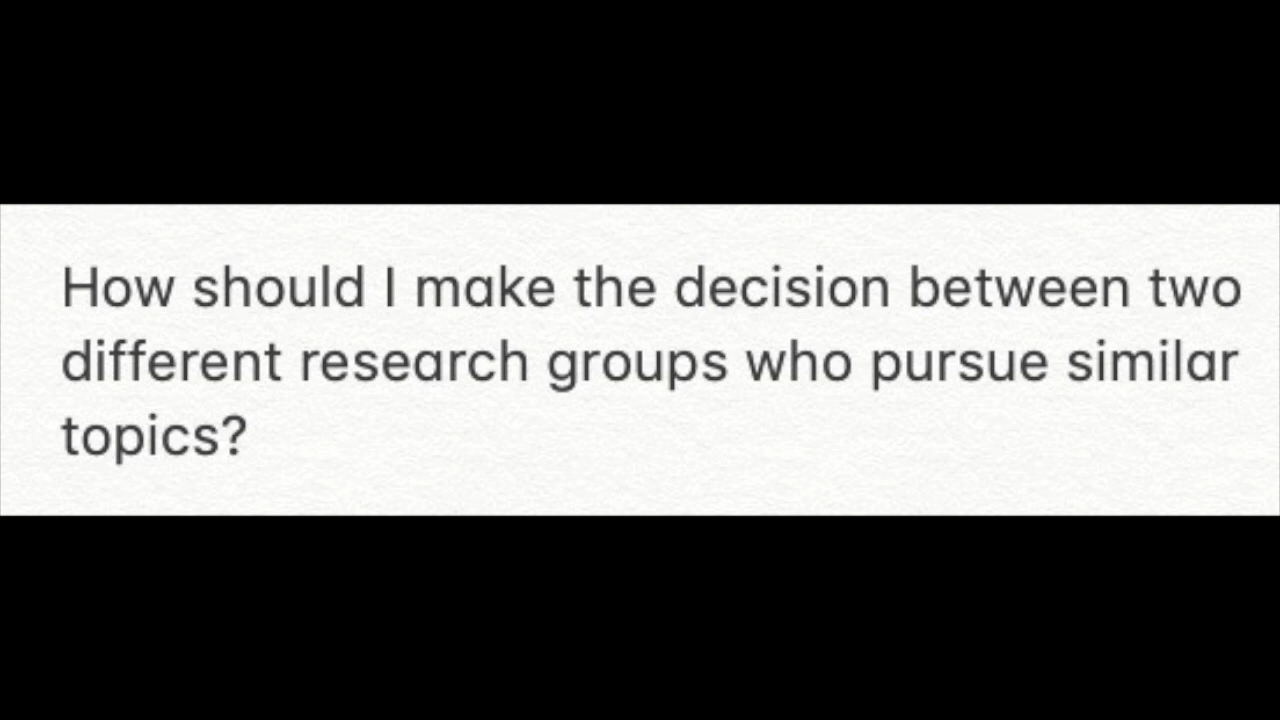 How should I make the decision between two
different research groups who pursue similar
topics?